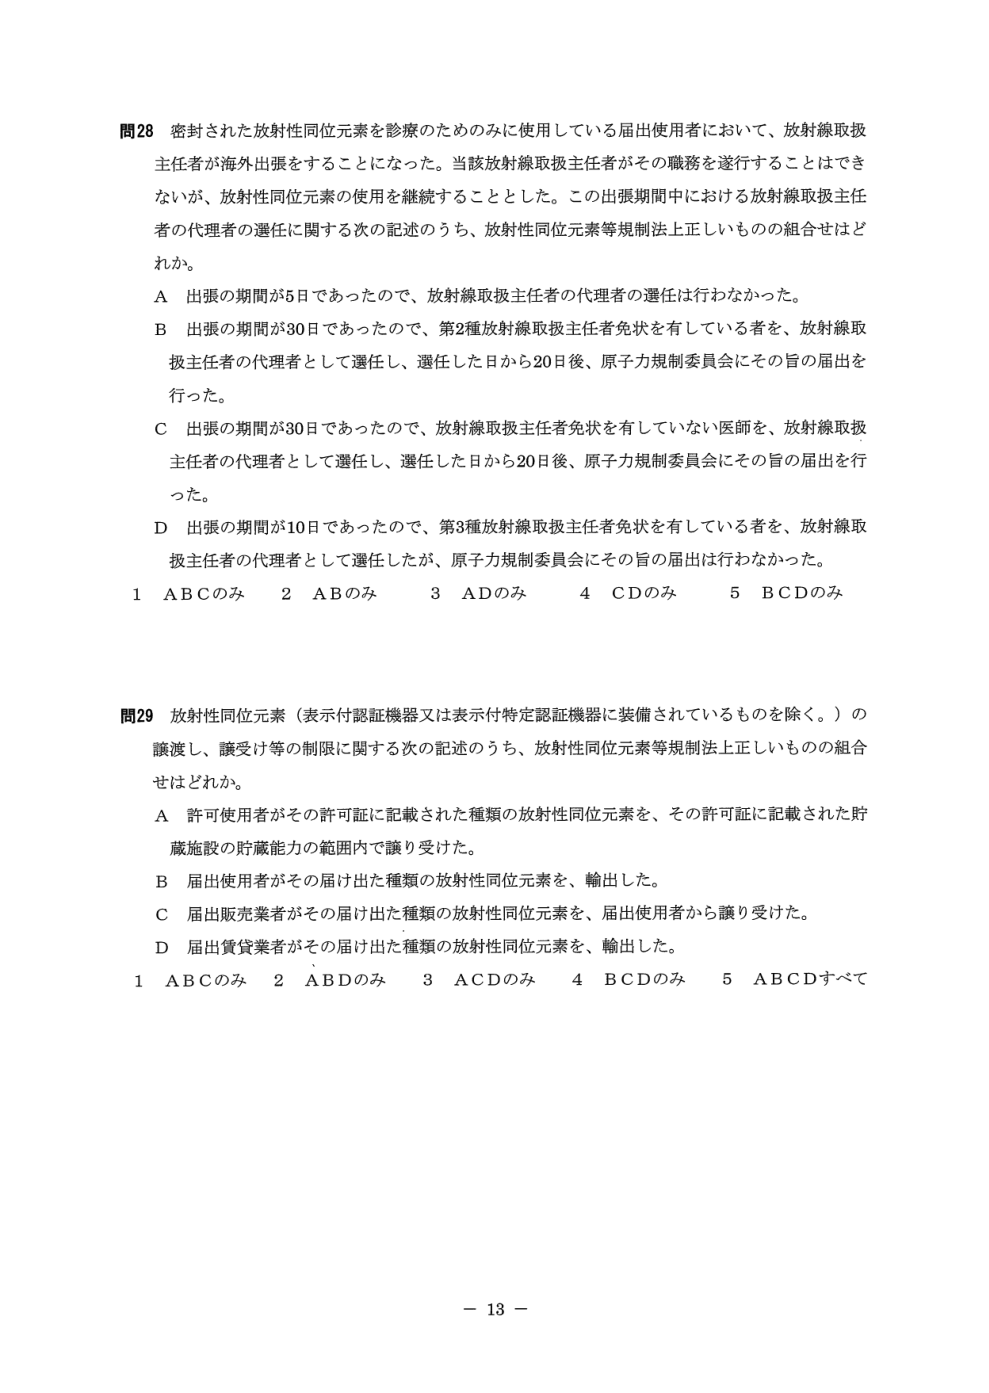 問28 密封された放射性同位元素を診療のためのみに使用している届出使用者において、放射線取扱
主任者が海外出張をすることになった。当該放射線取扱主任者がその職務を遂行することはでき
ないが、放射性同位元素の使用を継続することとした。この出張期間中における放射線取扱主任
者の代理者の選任に関する次の記述のうち、放射性同位元素等規制法上正しいものの組合せはど
れか。
A 出張の期間が5日であったので、放射線取扱主任者の代理者の選任は行わなかった。
B 出張の期間が30日であったので、第2種放射線取扱主任者免状を有している者を、放射線取
扱主任者の代理者として選任し、選任した日から20日後、原子力規制委員会にその旨の届出を
行った。
C 出張の期間が30日であったので、放射線取扱主任者免状を有していない医師を、放射線取扱
主任者の代理者として選任し、選任した日から20日後、原子力規制委員会にその旨の届出を行
った。
D 出張の期間が10日であったので、第3種放射線取扱主任者免状を有している者を、放射線取
扱主任者の代理者として選任したが、原子力規制委員会にその旨の届出は行わなかった。
1 ABCのみ 2 ABのみ 3 ADのみ 4 CDのみ 5 BCDのみ
問29 放射性同位元素（表示付認証機器又は表示付特定認証機器に装備されているものを除く。）の
譲渡し、譲受け等の制限に関する次の記述のうち、放射性同位元素等規制法上正しいものの組合
せはどれか。
A 許可使用者がその許可証に記載された種類の放射性同位元素を、その許可証に記載された貯
蔵施設の貯蔵能力の範囲内で譲り受けた。
B 届出使用者がその届け出た種類の放射性同位元素を、輸出した。
C 届出販売業者がその届け出た種類の放射性同位元素を、届出使用者から譲り受けた。
D 届出賃貸業者がその届け出た種類の放射性同位元素を、輸出した。
1 ABCのみ 2 ABDのみ 3 ACDのみ 4 BCDのみ 5 ABCDすべて
－ 13 －